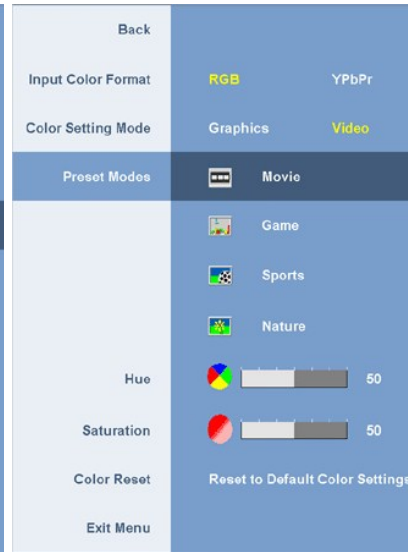 Back
Input Color Format RGB YPbPr
Color Setting Mode Graphics Video
Preset Modes Movie
Game
Sports
Nature
Hue 50
Saturation 50
Color Reset Reset to Default Color Settings
Exit Menu